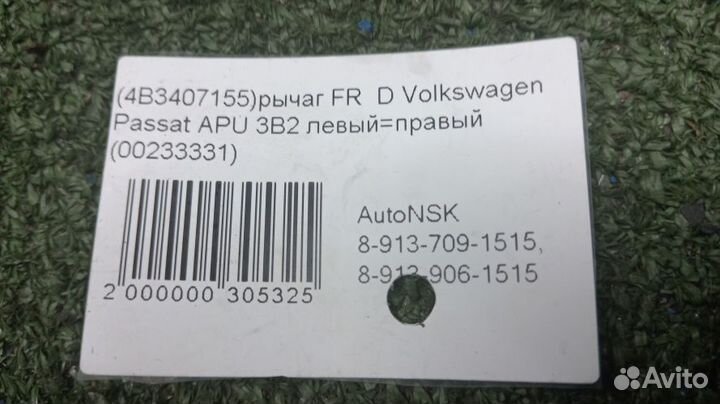 (4B3407155)рычаг FR D Volkswagen
Passat APU 3B2 левый=правый
(00233331)
AutoNSK
8-913-709-1515,
8-913-906-1515
2 000000 305325
Avito